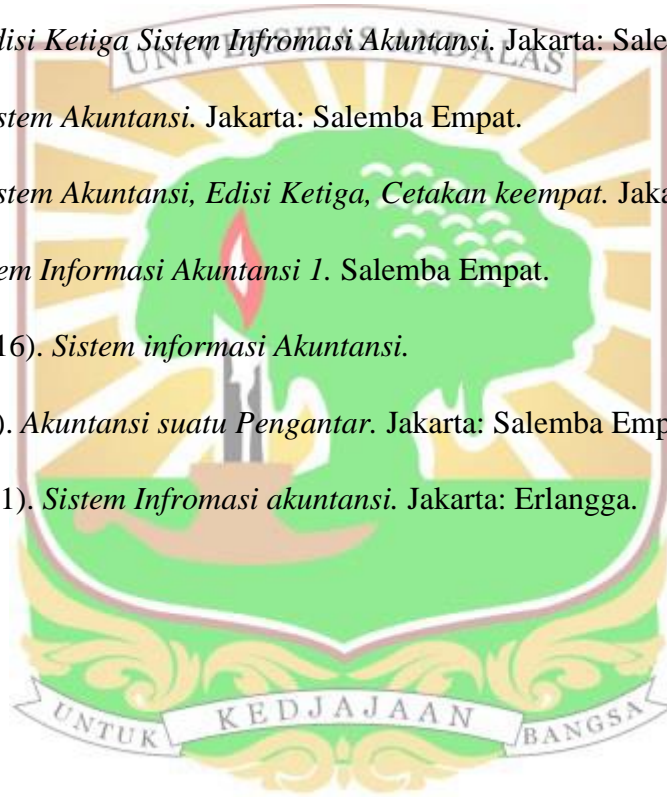 disi Ketiga Sistem Infromasi Akuntansi. Jakarta: Sale
UNIVERSITAS ANDALAS
stem Akuntansi. Jakarta: Salemba Empat.
stem Akuntansi, Edisi Ketiga, Cetakan keempat. Jaka
em Informasi Akuntansi 1. Salemba Empat.
16). Sistem informasi Akuntansi.
). Akuntansi suatu Pengantar. Jakarta: Salemba Emp
1). Sistem Infromasi akuntansi. Jakarta: Erlangga.
UNTUK KEDJAJAAN BANGSA